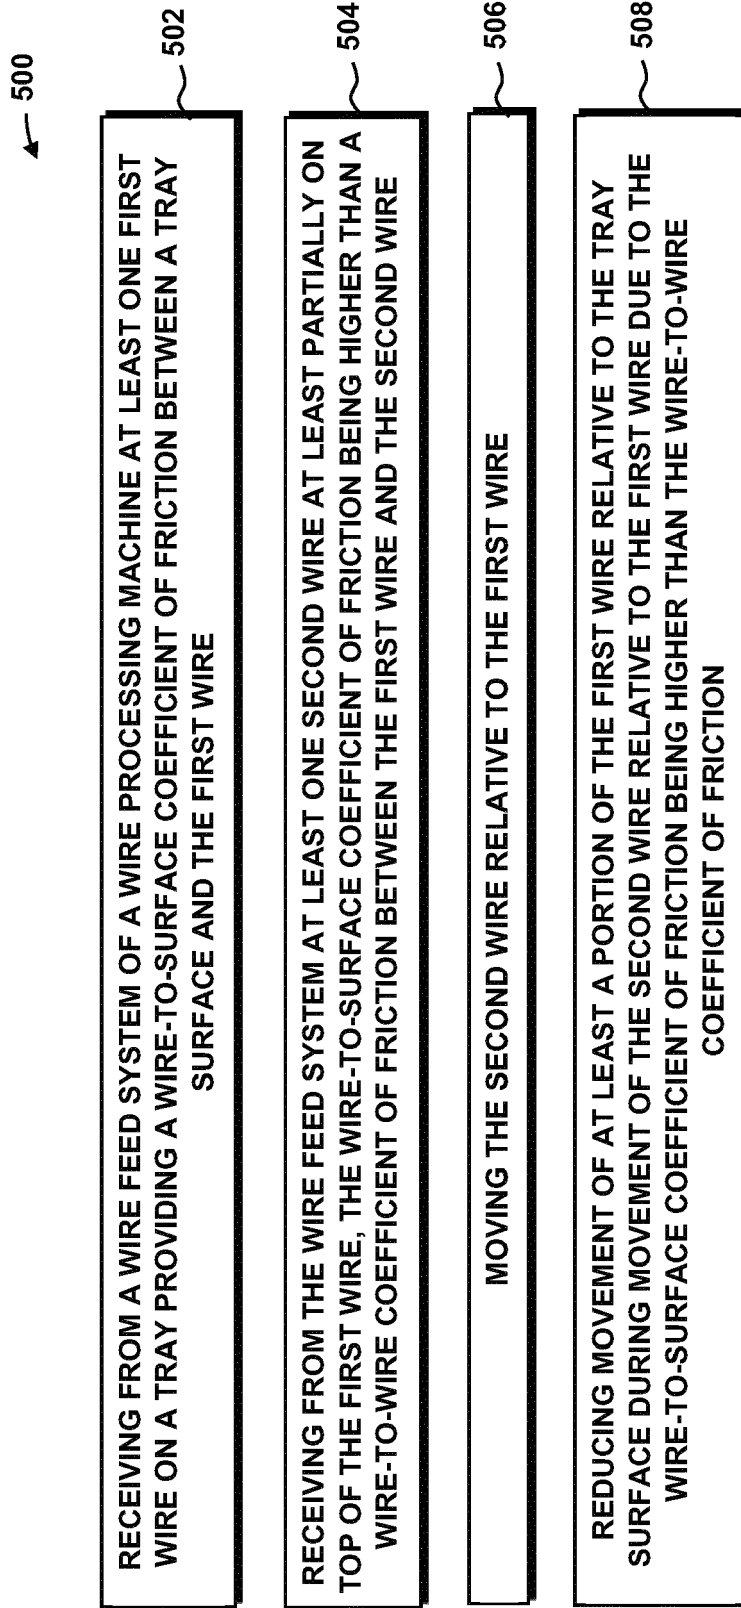 500
RECEIVING FROM A WIRE FEED SYSTEM OF A WIRE PROCESSING MACHINE AT LEAST ONE FIRST
WIRE ON A TRAY PROVIDING A WIRE-TO-SURFACE COEFFICIENT OF FRICTION BETWEEN A TRAY
SURFACE AND THE FIRST WIRE
502
RECEIVING FROM THE WIRE FEED SYSTEM AT LEAST ONE SECOND WIRE AT LEAST PARTIALLY ON
TOP OF THE FIRST WIRE, THE WIRE-TO-SURFACE COEFFICIENT OF FRICTION BEING HIGHER THAN A
WIRE-TO-WIRE COEFFICIENT OF FRICTION BETWEEN THE FIRST WIRE AND THE SECOND WIRE
504
MOVING THE SECOND WIRE RELATIVE TO THE FIRST WIRE
506
REDUCING MOVEMENT OF AT LEAST A PORTION OF THE FIRST WIRE RELATIVE TO THE TRAY
SURFACE DURING MOVEMENT OF THE SECOND WIRE RELATIVE TO THE FIRST WIRE DUE TO THE
WIRE-TO-SURFACE COEFFICIENT OF FRICTION BEING HIGHER THAN THE WIRE-TO-WIRE
COEFFICIENT OF FRICTION
508